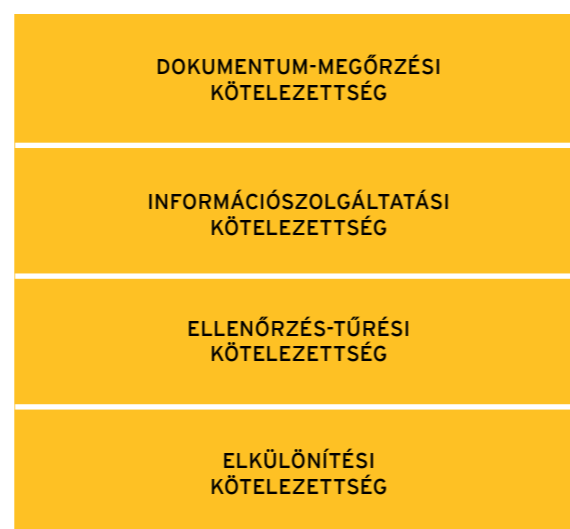 DOKUMENTUM-MEGŐRZÉSI
KÖTELEZETTSÉG
INFORMÁCIÓSZOLGÁLTATÁSI
KÖTELEZETTSÉG
ELLENŐRZÉS-TŰRÉSI
KÖTELEZETTSÉG
ELKÜLÖNÍTÉSI
KÖTELEZETTSÉG